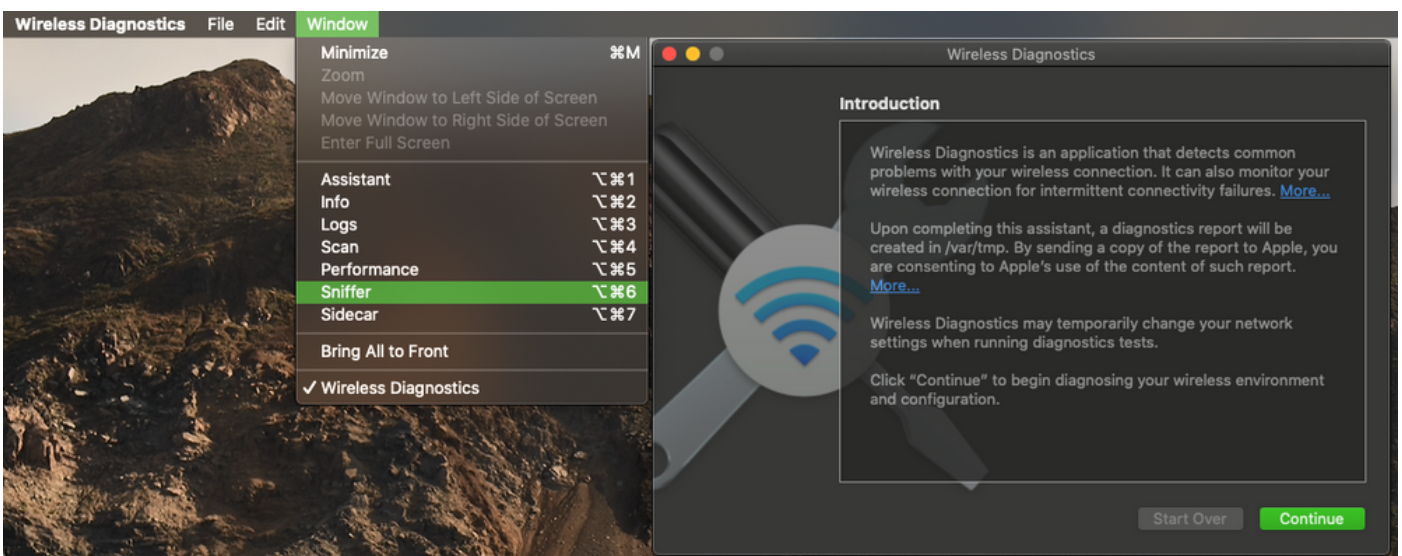 Wireless Diagnostics File Edit Window
Minimize ⌘M
Zoom
Move Window to Left Side of Screen
Move Window to Right Side of Screen
Enter Full Screen
Assistant ⌥⌘1
Info ⌥⌘2
Logs ⌥⌘3
Scan ⌥⌘4
Performance ⌥⌘5
Sniffer ⌥⌘6
Sidecar ⌥⌘7
Bring All to Front
✓ Wireless Diagnostics
Wireless Diagnostics
Introduction
Wireless Diagnostics is an application that detects common
problems with your wireless connection. It can also monitor your
wireless connection for intermittent connectivity failures. More...
Upon completing this assistant, a diagnostics report will be
created in /var/tmp. By sending a copy of the report to Apple, you
are consenting to Apple's use of the content of such report.
More...
Wireless Diagnostics may temporarily change your network
settings when running diagnostics tests.
Click “Continue” to begin diagnosing your wireless environment
and configuration.
Start Over Continue